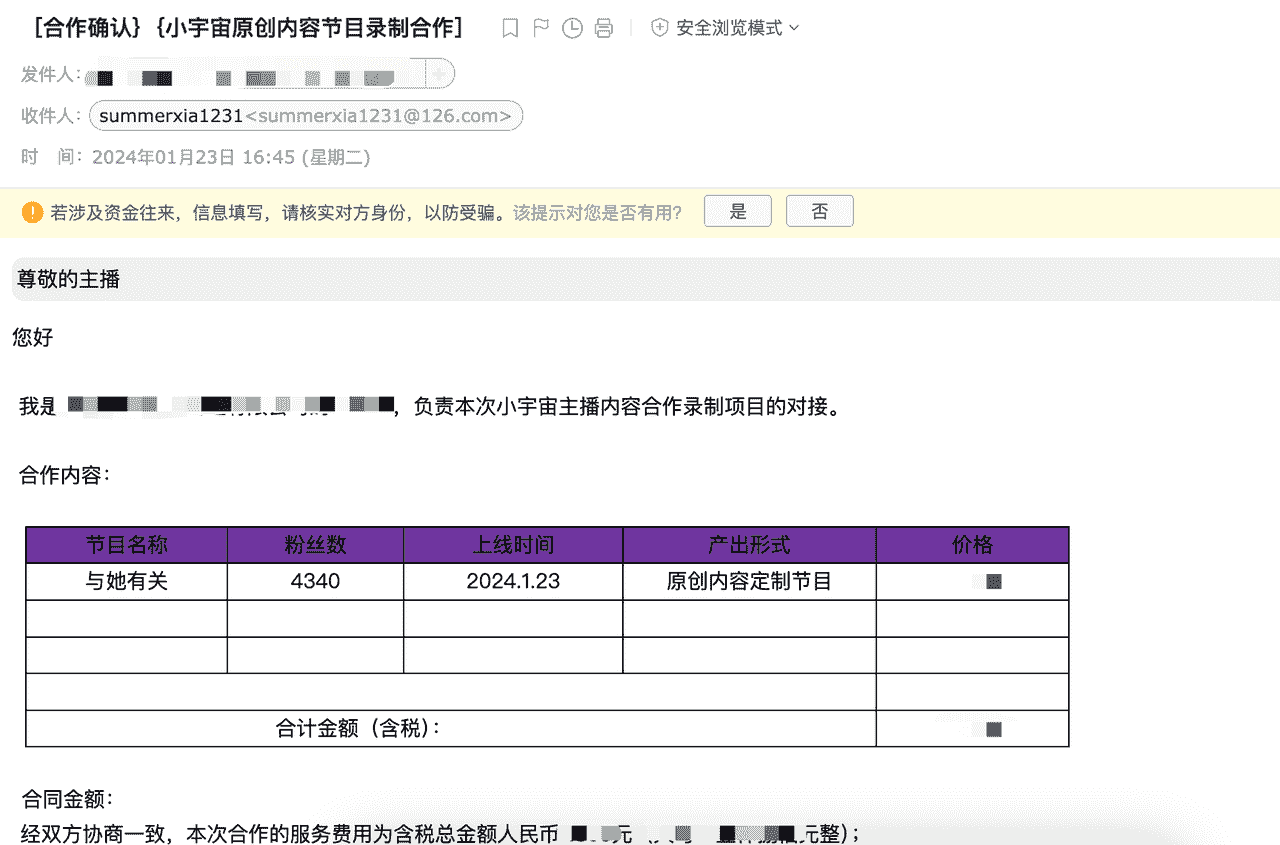 [合作确认} {小宇宙原创内容节目录制合作]
安全浏览模式
发件人：
收件人： summerxia1231<summerxia1231@126.com>
时 间： 2024年01月23日 16:45 (星期二)
若涉及资金往来，信息填写，请核实对方身份，以防受骗。该提示对您是否有用? 是 否
尊敬的主播
您好
我是 ，负责本次小宇宙主播内容合作录制项目的对接。
合作内容：
节目名称 粉丝数 上线时间 产出形式 价格
与她有关 4340 2024.1.23 原创内容定制节目
合计金额（含税）：
合同金额：
经双方协商一致，本次合作的服务费用为含税总金额人民币 元 元整）；